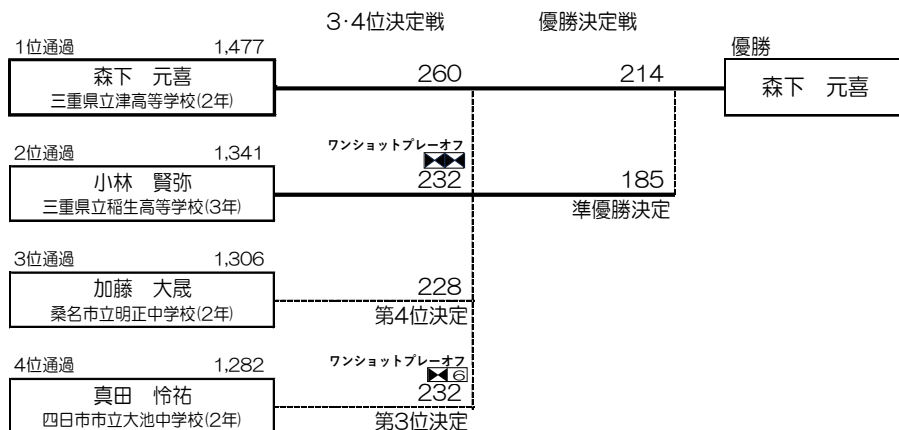 3・4位決定戦
優勝決定戦
1位通過 1,477
森下 元喜
三重県立津高等学校(2年)
260
214
優勝
森下 元喜
2位通過 1,341
小林 賢弥
三重県立稲生高等学校(3年)
ワンショットプレーオフ
232
185
準優勝決定
3位通過 1,306
加藤 大晟
桑名市立明正中学校(2年)
228
第4位決定
4位通過 1,282
真田 怜祐
四日市市立大池中学校(2年)
ワンショットプレーオフ
6
232
第3位決定